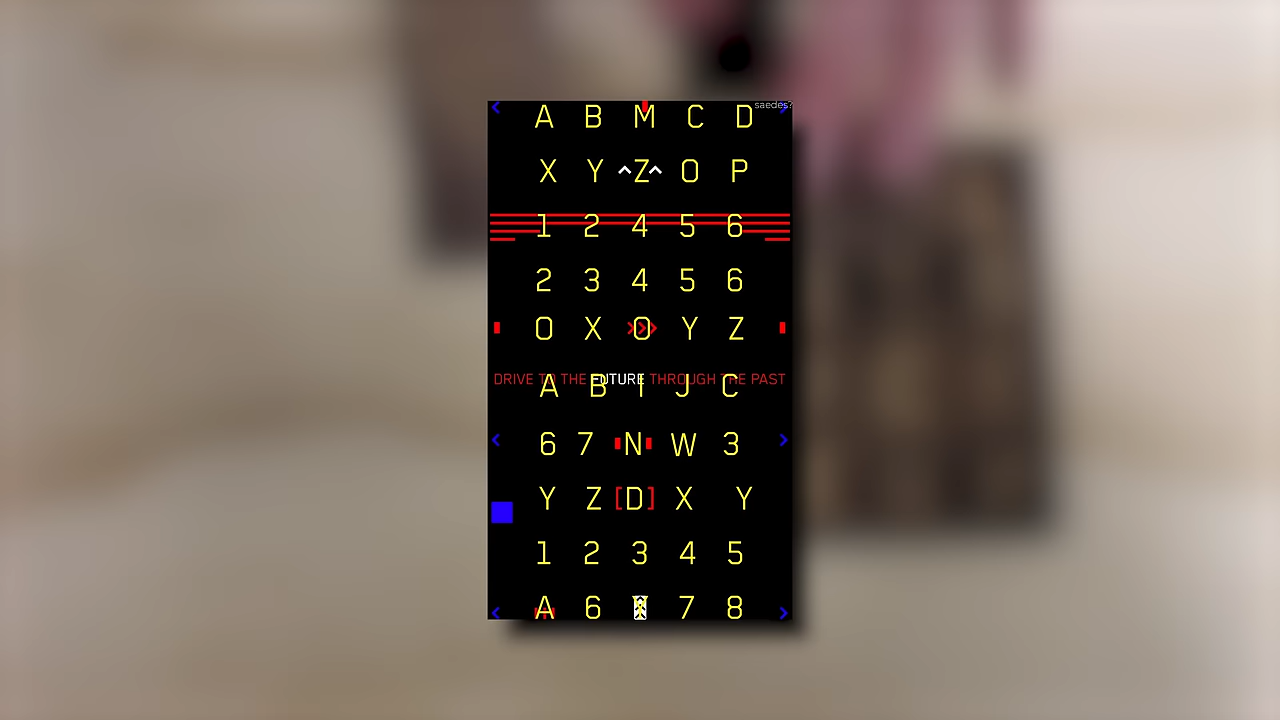 saedes?
A B M C D
X Y ^Z^ O P
1 2 4 5 6
2 3 4 5 6
O X O Y Z
DRIVE TO THE FUTURE THROUGH THE PAST
A B I J C
6 7 N W 3
Y Z [D] X Y
1 2 3 4 5
A 6 7 8